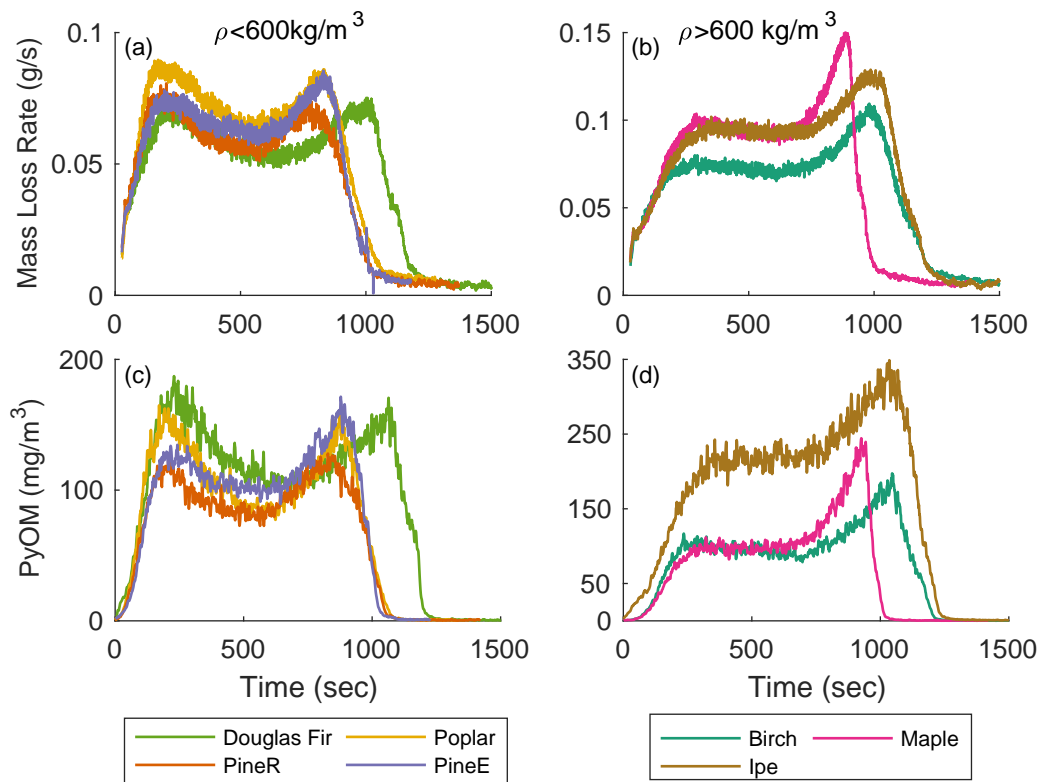 (a) ρ<600kg/m³
(b) ρ>600 kg/m³
Mass Loss Rate (g/s)
0.1
0.05
0
0 500 1000 1500
0.15
0.1
0.05
0
0 500 1000 1500
(c)
(d)
PyOM (mg/m³)
200
100
0
0 500 1000 1500
350
250
150
50
0
0 500 1000 1500
Time (sec)
Time (sec)
Douglas Fir Poplar
PineR PineE
Birch Maple
Ipe